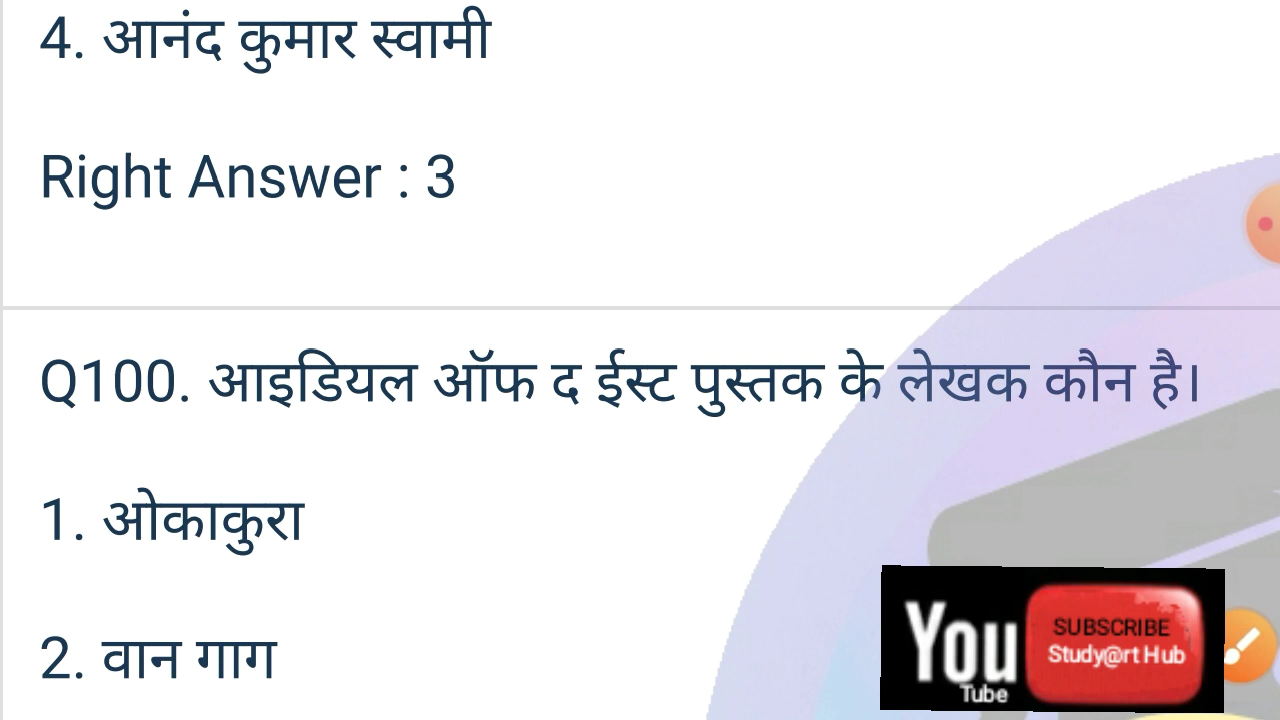 4. आनंद कुमार स्वामी
Right Answer : 3
Q100. आइडियल ऑफ द ईस्ट पुस्तक के लेखक कौन है।
1. ओकाकुरा
2. वान गाग
You
Tube
SUBSCRIBE
Study@rt Hub